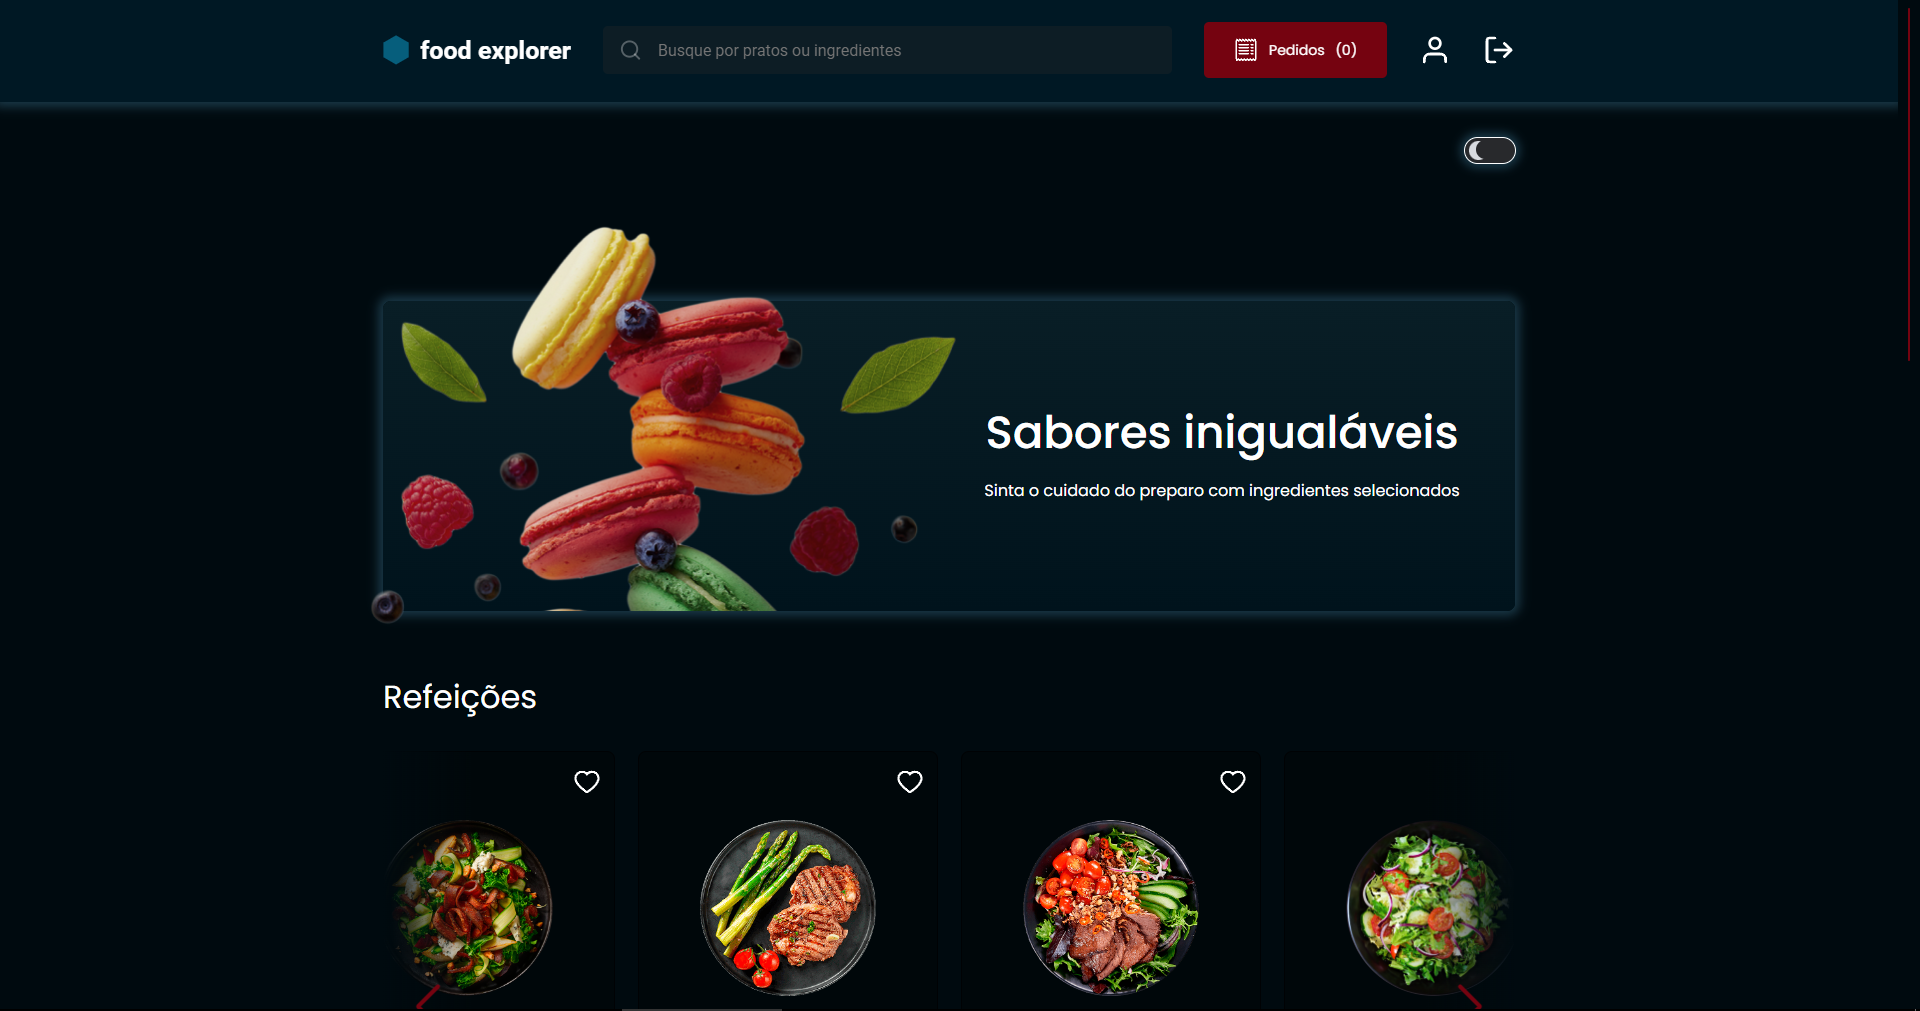 food explorer
Busque por pratos ou ingredientes
Pedidos (0)
Sabores inigualáveis
Sinta o cuidado do preparo com ingredientes selecionados
Refeições